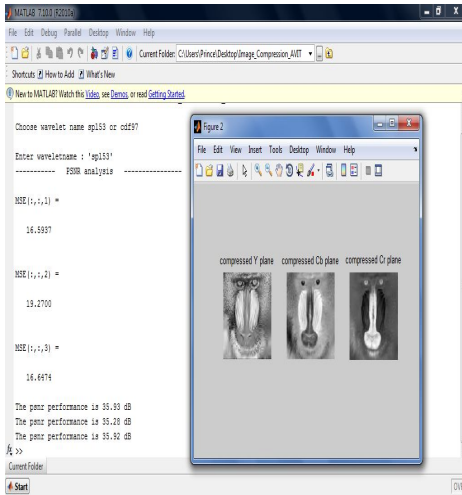 MATLAB 7.10.0 (R2010a)
File Edit Debug Parallel Desktop Window Help
Current Folder: C:\Users\Prince\Desktop\Image_Compression_AVIT
Shortcuts How to Add What's New
New to MATLAB? Watch this Video, see Demos, or read Getting Started.
Choose wavelet name spl53 or cdf97
Enter waveletname : 'spl53'
----------- PSNR analysis ----------------
MSE(:,:,1) =
16.5937
MSE(:,:,2) =
19.2700
MSE(:,:,3) =
16.6474
The psnr performance is 35.93 dB
The psnr performance is 35.28 dB
The psnr performance is 35.92 dB
fx >>
Figure 2
File Edit View Insert Tools Desktop Window Help
compressed Y plane compressed Cb plane compressed Cr plane
Current Folder
Start